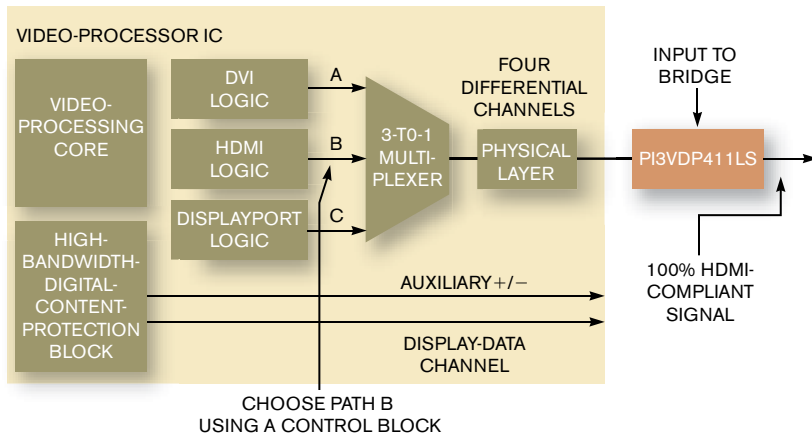 VIDEO-PROCESSOR IC
VIDEO-
PROCESSING
CORE
DVI
LOGIC
A
HDMI
LOGIC
B
DISPLAYPORT
LOGIC
C
3-T0-1
MULTI-
PLEXER
FOUR
DIFFERENTIAL
CHANNELS
PHYSICAL
LAYER
INPUT TO
BRIDGE
PI3VDP411LS
100% HDMI-
COMPLIANT
SIGNAL
HIGH-
BANDWIDTH-
DIGITAL-
CONTENT-
PROTECTION
BLOCK
AUXILIARY+/−
DISPLAY-DATA
CHANNEL
CHOOSE PATH B
USING A CONTROL BLOCK